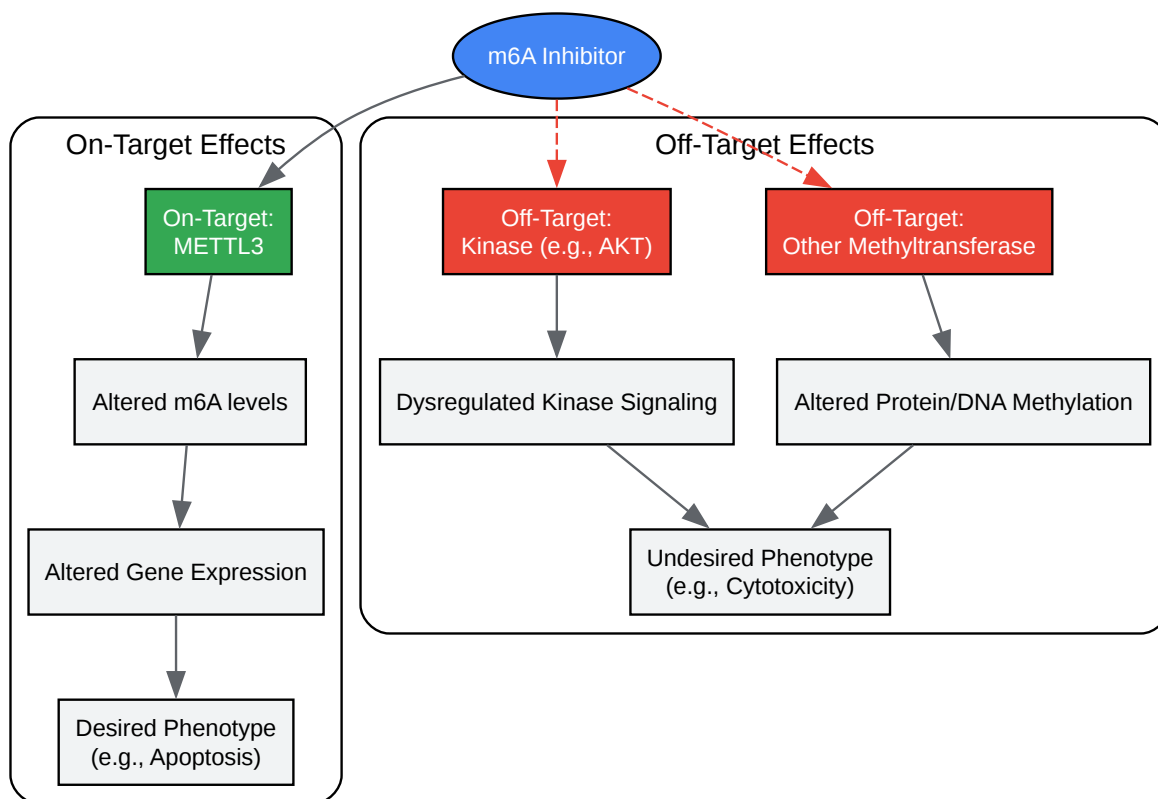 m6A Inhibitor
On-Target Effects
On-Target:
METTL3
Altered m6A levels
Altered Gene Expression
Desired Phenotype
(e.g., Apoptosis)
Off-Target Effects
Off-Target:
Kinase (e.g., AKT)
Off-Target:
Other Methyltransferase
Dysregulated Kinase Signaling
Altered Protein/DNA Methylation
Undesired Phenotype
(e.g., Cytotoxicity)